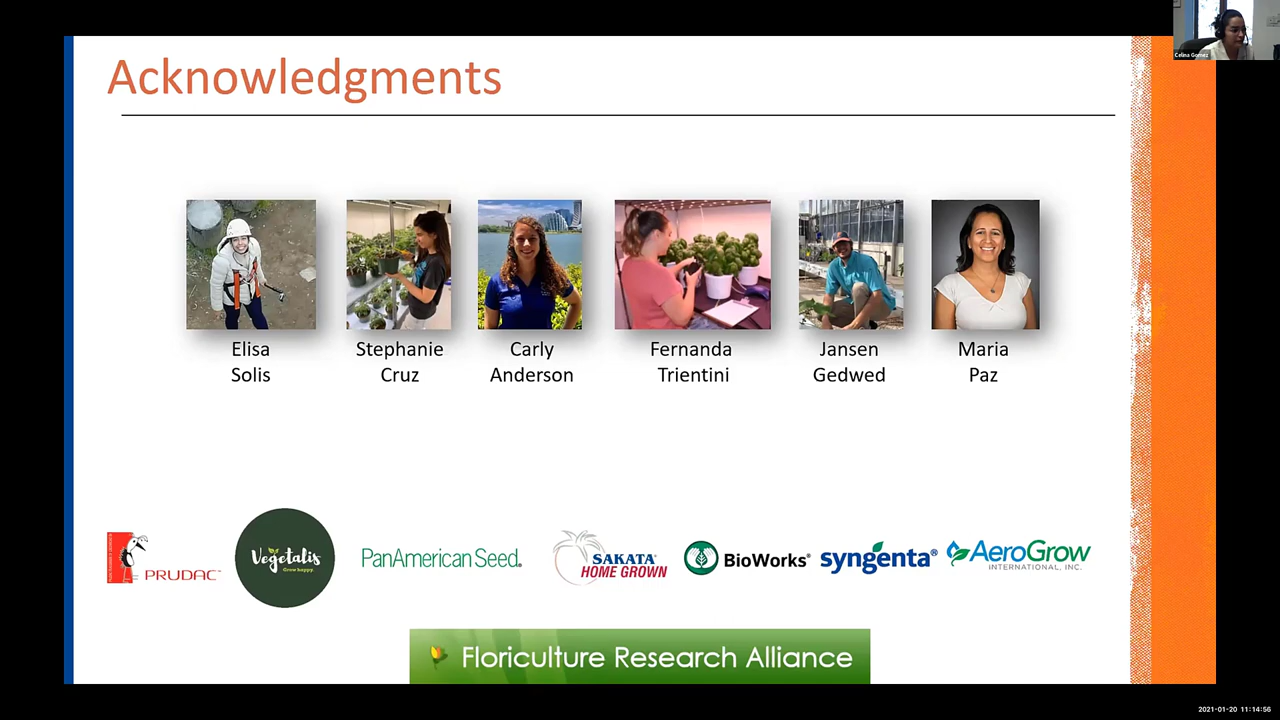 Celina Gomez
Acknowledgments
Elisa
Solis
Stephanie
Cruz
Carly
Anderson
Fernanda
Trientini
Jansen
Gedwed
Maria
Paz
PRUDAC
Vegetalis
Grow happy
PanAmerican Seed®
SAKATA®
HOME GROWN
BioWorks®
syngenta®
AeroGrow
INTERNATIONAL, INC.
Floriculture Research Alliance
2021-01-20 11:14:56